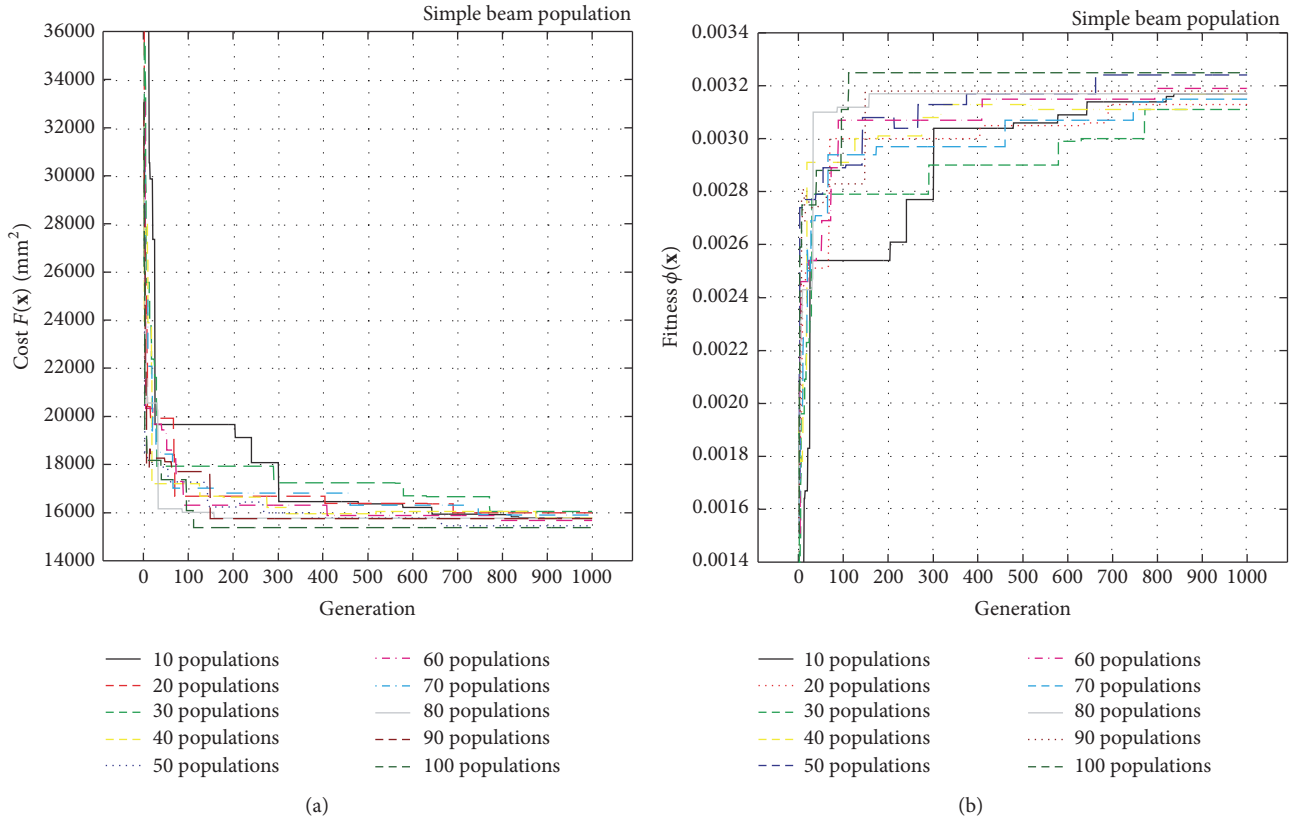 Simple beam population
36000
34000
32000
30000
28000
26000
24000
22000
20000
18000
16000
14000
Cost F(x) (mm²)
0 100 200 300 400 500 600 700 800 900 1000
Generation
10 populations
20 populations
30 populations
40 populations
50 populations
60 populations
70 populations
80 populations
90 populations
100 populations
(a)
Simple beam population
0.0034
0.0032
0.0030
0.0028
0.0026
0.0024
0.0022
0.0020
0.0018
0.0016
0.0014
Fitness ϕ(x)
0 100 200 300 400 500 600 700 800 900 1000
Generation
10 populations
20 populations
30 populations
40 populations
50 populations
60 populations
70 populations
80 populations
90 populations
100 populations
(b)